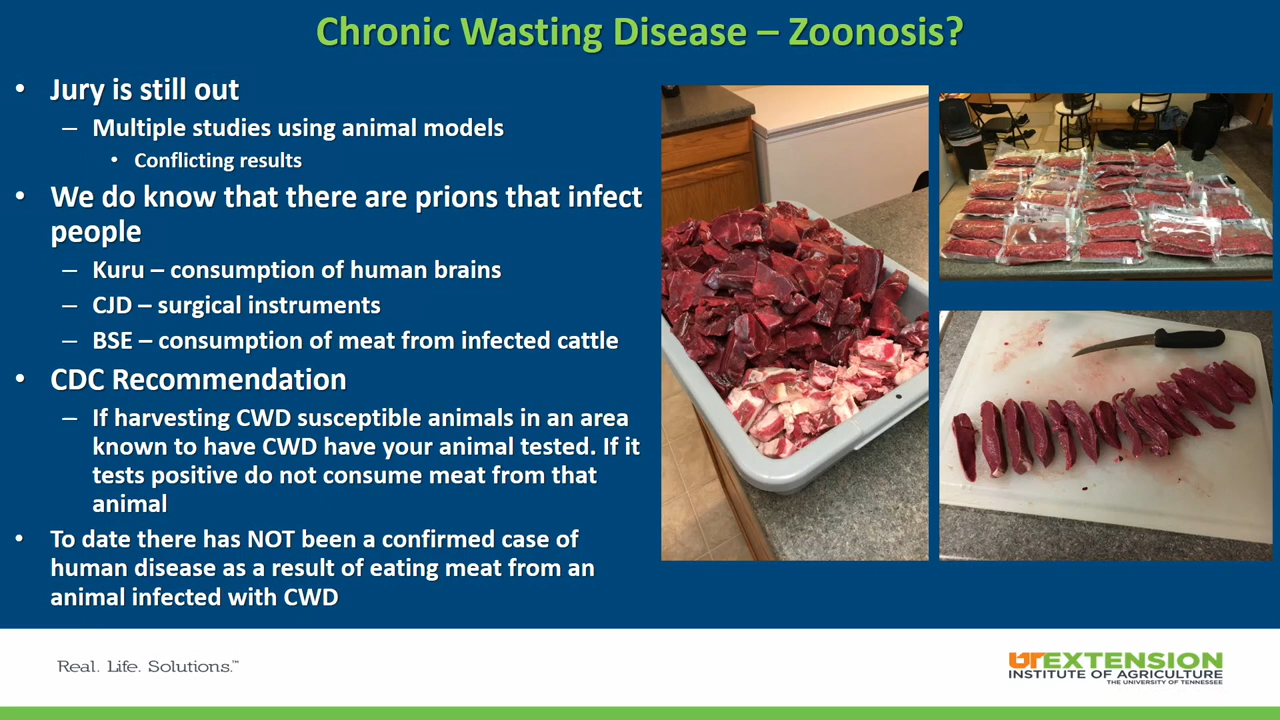 Chronic Wasting Disease – Zoonosis?
• Jury is still out
– Multiple studies using animal models
• Conflicting results
• We do know that there are prions that infect
people
– Kuru – consumption of human brains
– CJD – surgical instruments
– BSE – consumption of meat from infected cattle
• CDC Recommendation
– If harvesting CWD susceptible animals in an area
known to have CWD have your animal tested. If it
tests positive do not consume meat from that
animal
• To date there has NOT been a confirmed case of
human disease as a result of eating meat from an
animal infected with CWD
Real. Life. Solutions.™
UTEXTENSION
INSTITUTE OF AGRICULTURE
THE UNIVERSITY OF TENNESSEE